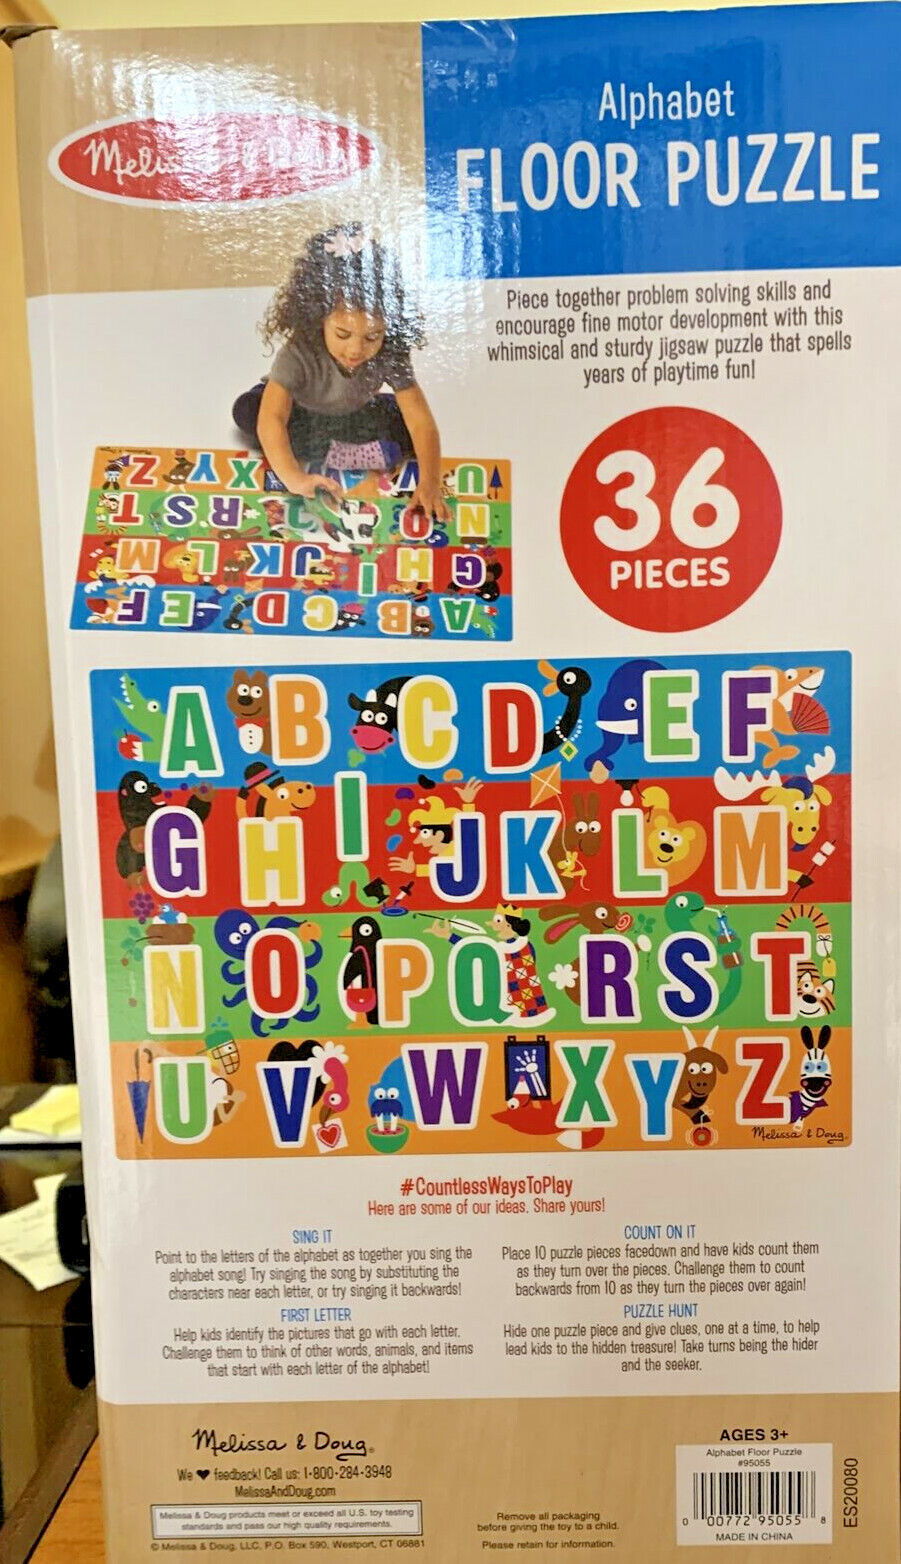 Alphabet
FLOOR PUZZLE
Piece together problem solving skills and
encourage fine motor development with this
whimsical and sturdy jigsaw puzzle that spells
years of playtime fun!
36
PIECES
Z Y X W V U
T S R Q P O N
M L K J I H G
F E D C B A
A B C D E F
G H I J K L M
N O P Q R S T
U V W X Y Z
Melissa & Doug.
#CountlessWaysToPlay
Here are some of our ideas. Share yours!
SING IT
Point to the letters of the alphabet as together you sing the
alphabet song! Try singing the song by substituting the
characters near each letter, or try singing it backwards!
FIRST LETTER
Help kids identify the pictures that go with each letter.
Challenge them to think of other words, animals, and items
that start with each letter of the alphabet!
COUNT ON IT
Place 10 puzzle pieces facedown and have kids count them
as they turn over the pieces. Challenge them to count
backwards from 10 as they turn the pieces over again!
PUZZLE HUNT
Hide one puzzle piece and give clues, one at a time, to help
lead kids to the hidden treasure! Take turns being the hider
and the seeker.
Melissa & Doug®
We ♥ feedback! Call us: 1-800-284-3948
MelissaAndDoug.com
Melissa & Doug products meet or exceed all U.S. toy testing
standards and pass our high quality requirements.
© Melissa & Doug, LLC, P.O. Box 590, Westport, CT 06881
Remove all packaging
before giving the toy to a child.
Please retain for information.
AGES 3+
Alphabet Floor Puzzle
#95055
0 00772 95055 8
MADE IN CHINA
ES20080